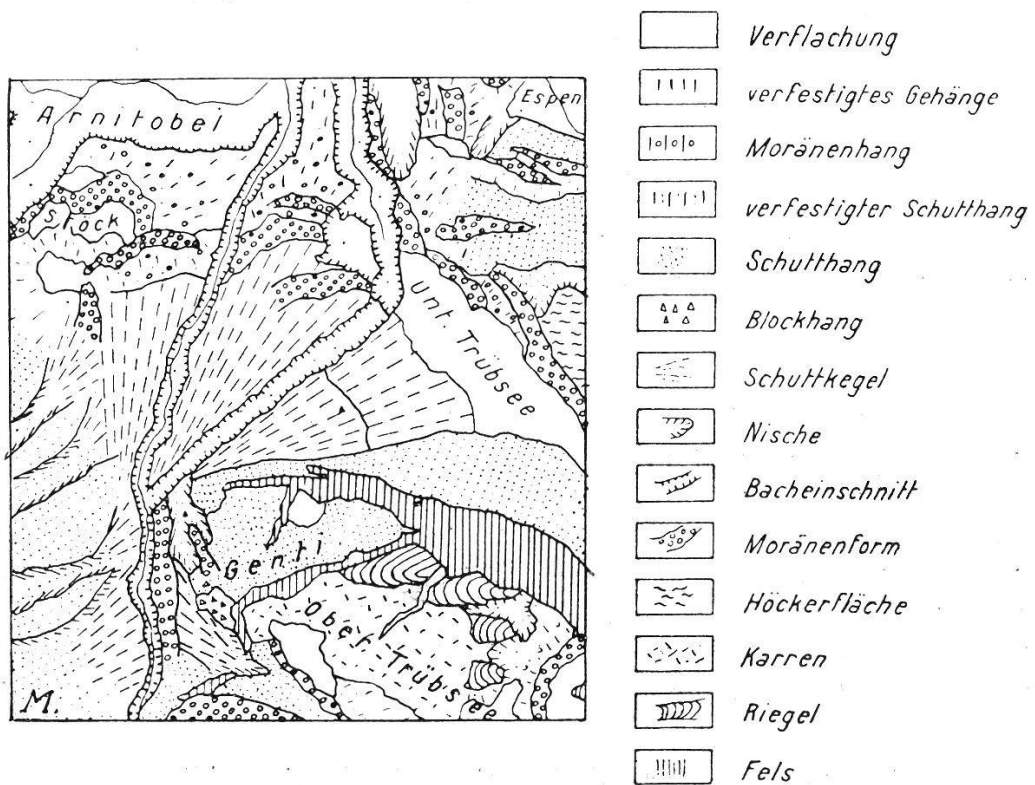 Arnitobel
Espen
Stock
Unt. Trübsee
Gentl
Ober Trübsee
M.
Verflachung
verfestigtes Gehänge
Moränenhang
verfestigter Schutthang
Schutthang
Blockhang
Schuttkegel
Nische
Bacheinschnitt
Moränenform
Höckerfläche
Karren
Riegel
Fels